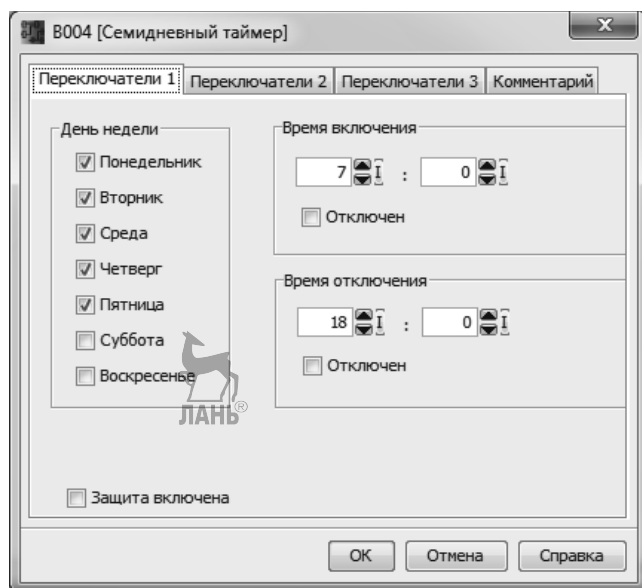 B004 [Семидневный таймер]
Переключатели 1 Переключатели 2 Переключатели 3 Комментарий
День недели
Понедельник
Вторник
Среда
Четверг
Пятница
Суббота
Воскресенье
Время включения
7 : 0
Отключен
Время отключения
18 : 0
Отключен
ЛАНЬ®
Защита включена
OK Отмена Справка